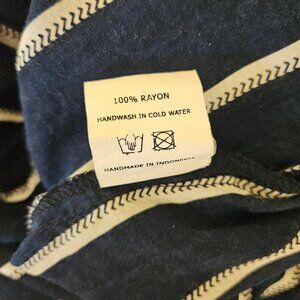 100% RAYON
HANDWASH IN COLD WATER
HANDMADE IN INDONESIA